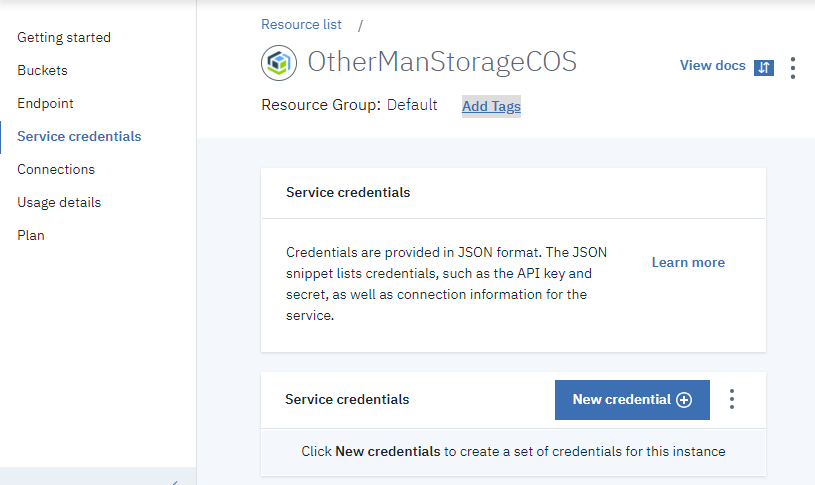 Getting started
Buckets
Endpoint
Service credentials
Connections
Usage details
Plan
Resource list /
OtherManStorageCOS
View docs
Resource Group: Default Add Tags
Service credentials
Credentials are provided in JSON format. The JSON
snippet lists credentials, such as the API key and
secret, as well as connection information for the
service.
Learn more
Service credentials
New credential
Click New credentials to create a set of credentials for this instance